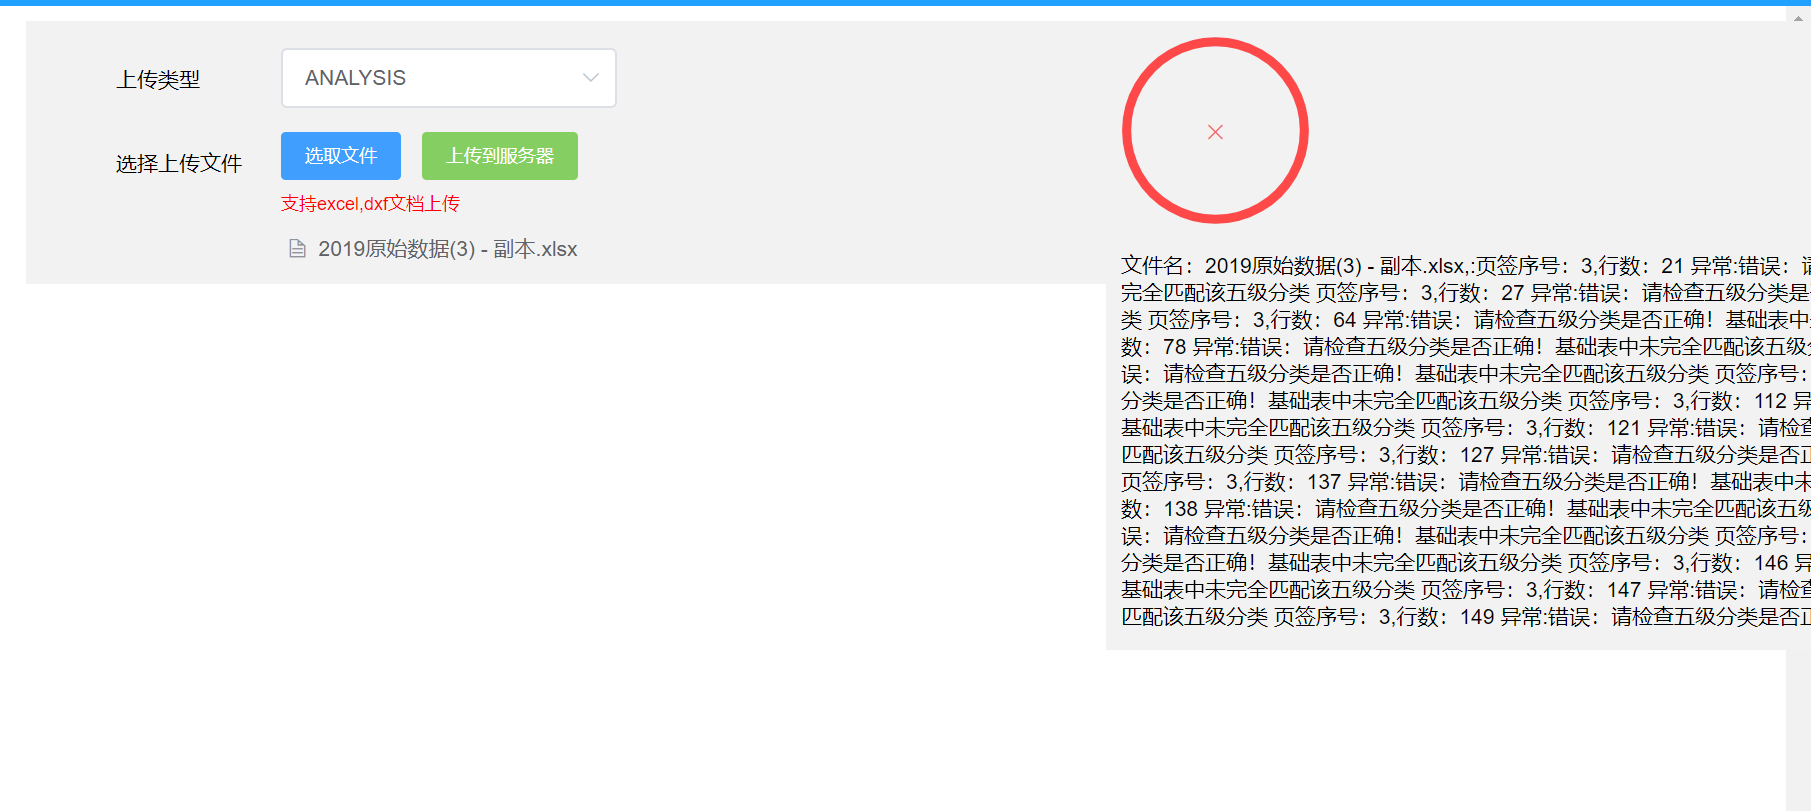 上传类型
ANALYSIS
选择上传文件
选取文件
上传到服务器
支持excel,dxf文档上传
2019原始数据(3) - 副本.xlsx
文件名：2019原始数据(3) - 副本.xlsx,:页签序号：3,行数：21 异常:错误：
完全匹配该五级分类 页签序号：3,行数：27 异常:错误：请检查五级分类是
类 页签序号：3,行数：64 异常:错误：请检查五级分类是否正确！基础表中
数：78 异常:错误：请检查五级分类是否正确！基础表中未完全匹配该五级
误：请检查五级分类是否正确！基础表中未完全匹配该五级分类 页签序号：
分类是否正确！基础表中未完全匹配该五级分类 页签序号：3,行数：112 异
基础表中未完全匹配该五级分类 页签序号：3,行数：121 异常:错误：请检查
匹配该五级分类 页签序号：3,行数：127 异常:错误：请检查五级分类是否正
页签序号：3,行数：137 异常:错误：请检查五级分类是否正确！基础表中未
数：138 异常:错误：请检查五级分类是否正确！基础表中未完全匹配该五级
误：请检查五级分类是否正确！基础表中未完全匹配该五级分类 页签序号：
分类是否正确！基础表中未完全匹配该五级分类 页签序号：3,行数：146 异
基础表中未完全匹配该五级分类 页签序号：3,行数：147 异常:错误：请检查
匹配该五级分类 页签序号：3,行数：149 异常:错误：请检查五级分类是否正